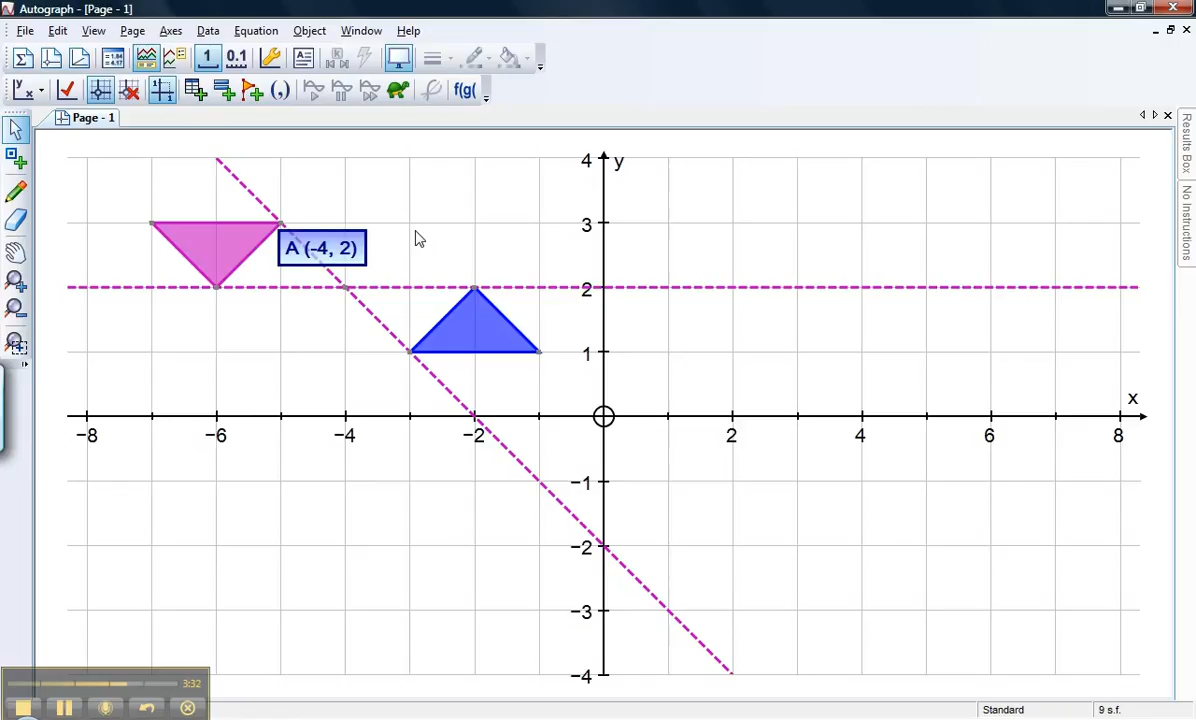 Autograph - [Page - 1]
File Edit View Page Axes Data Equation Object Window Help
1 0.1 A
yx (,) f(g(
Page - 1
Results Box
No Instructions
4 y
3
A (-4, 2)
2
1
x
−8 −6 −4 −2 2 4 6 8
−1
−2
−3
−4
3:32
Standard 9 s.f.